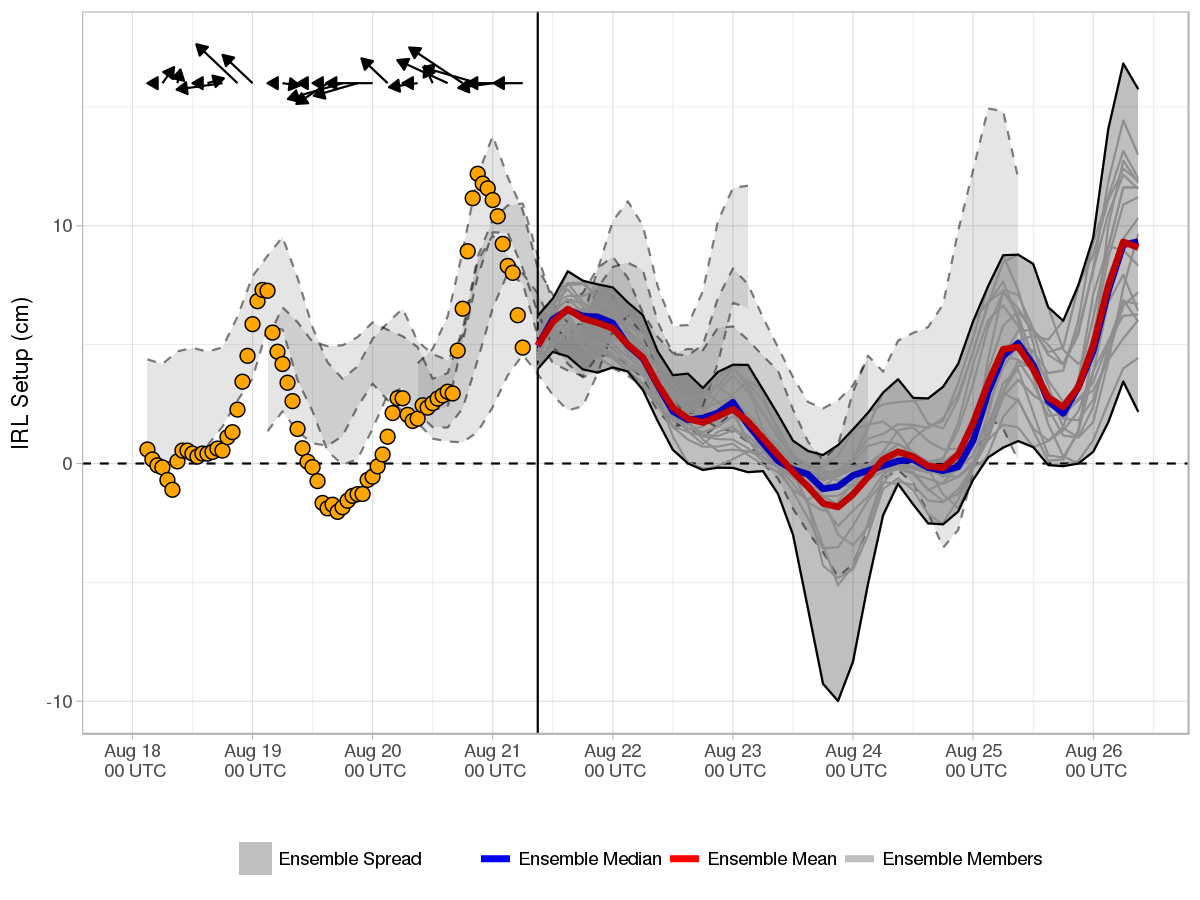 IRL Setup (cm)
10
0
-10
Aug 18 Aug 19 Aug 20 Aug 21 Aug 22 Aug 23 Aug 24 Aug 25 Aug 26
00 UTC 00 UTC 00 UTC 00 UTC 00 UTC 00 UTC 00 UTC 00 UTC 00 UTC
Ensemble Spread Ensemble Median Ensemble Mean Ensemble Members